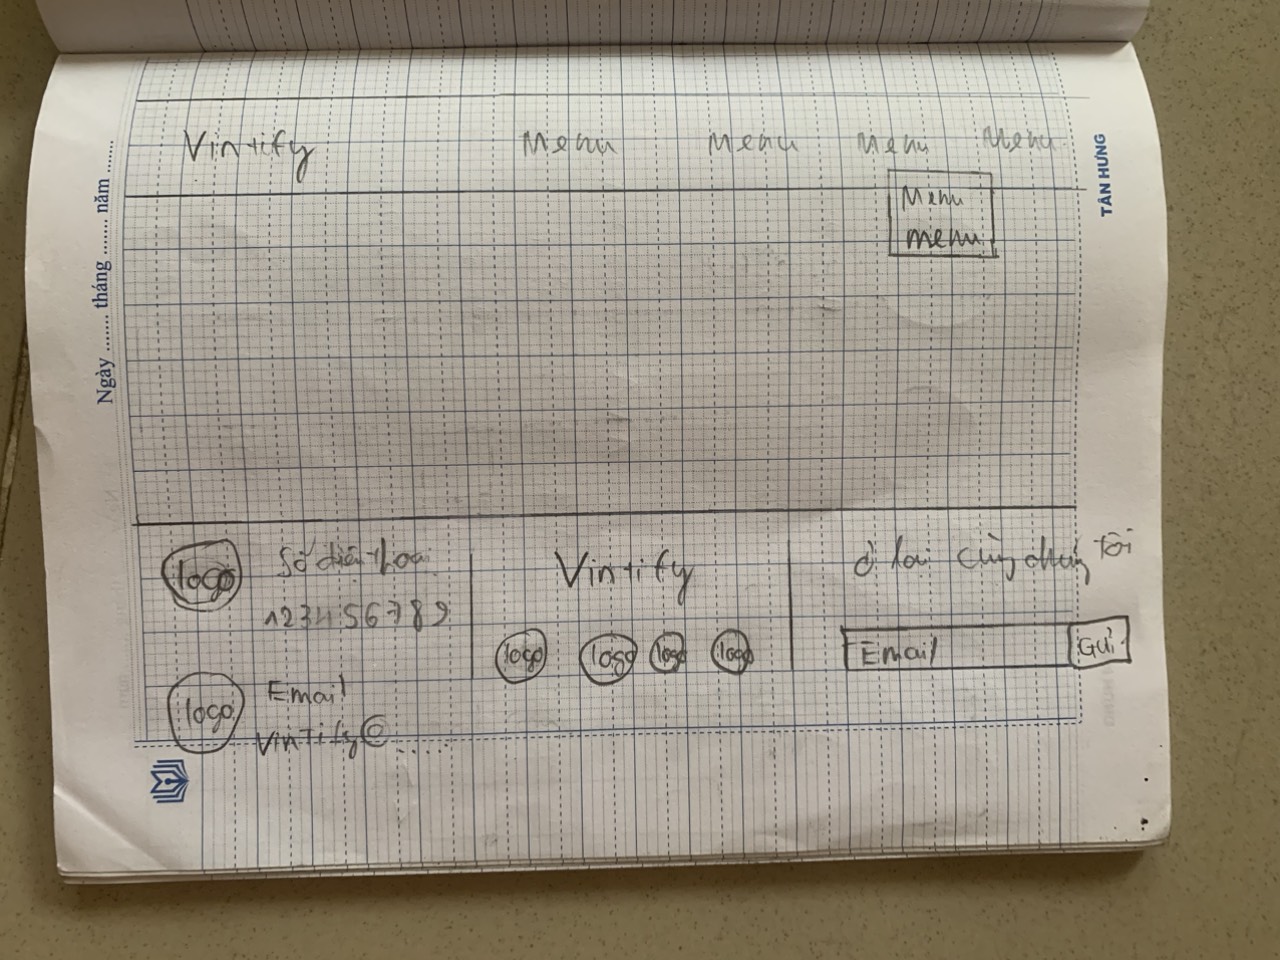 Vintify Menu Menu Menu Menu
Menu
menu
logo Số điện thoại
123456789
logo Email
Vintify@.....
Vintify
logo logo logo logo
ở lại cùng chúng tôi
Email Gửi
Ngày ........ tháng ....... năm .......
TÂN HƯNG